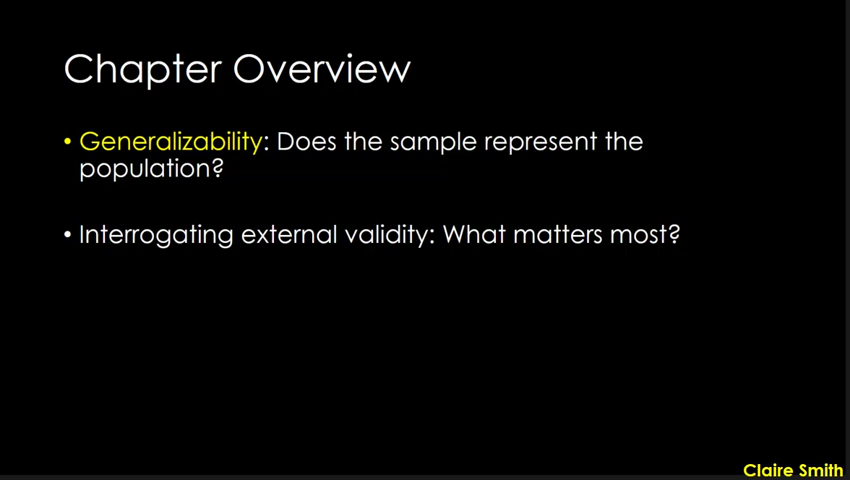 Chapter Overview
• Generalizability: Does the sample represent the
population?
• Interrogating external validity: What matters most?
Claire Smith